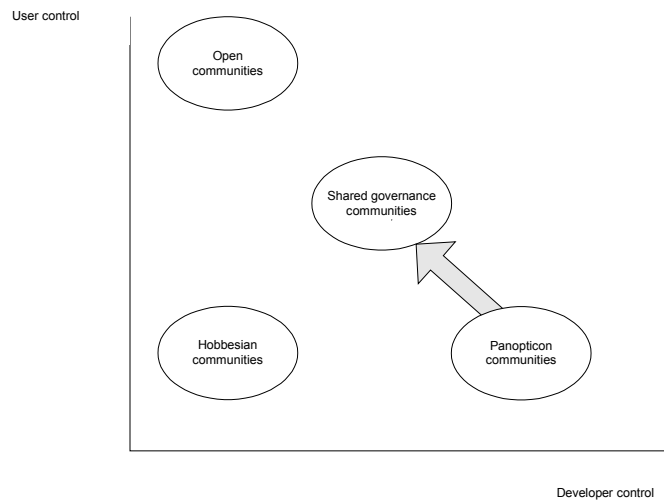 User control
Open
communities
Shared governance
communities
Hobbesian
communities
Panopticon
communities
Developer control